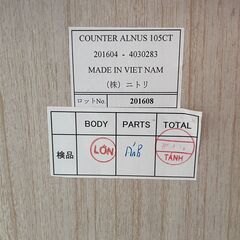 COUNTER ALNUS 105CT
201604 - 4030283
MADE IN VIET NAM
(株) ニトリ
ロットNo. 201608
BODY PARTS TOTAL
検品 LỚN
TÁNH